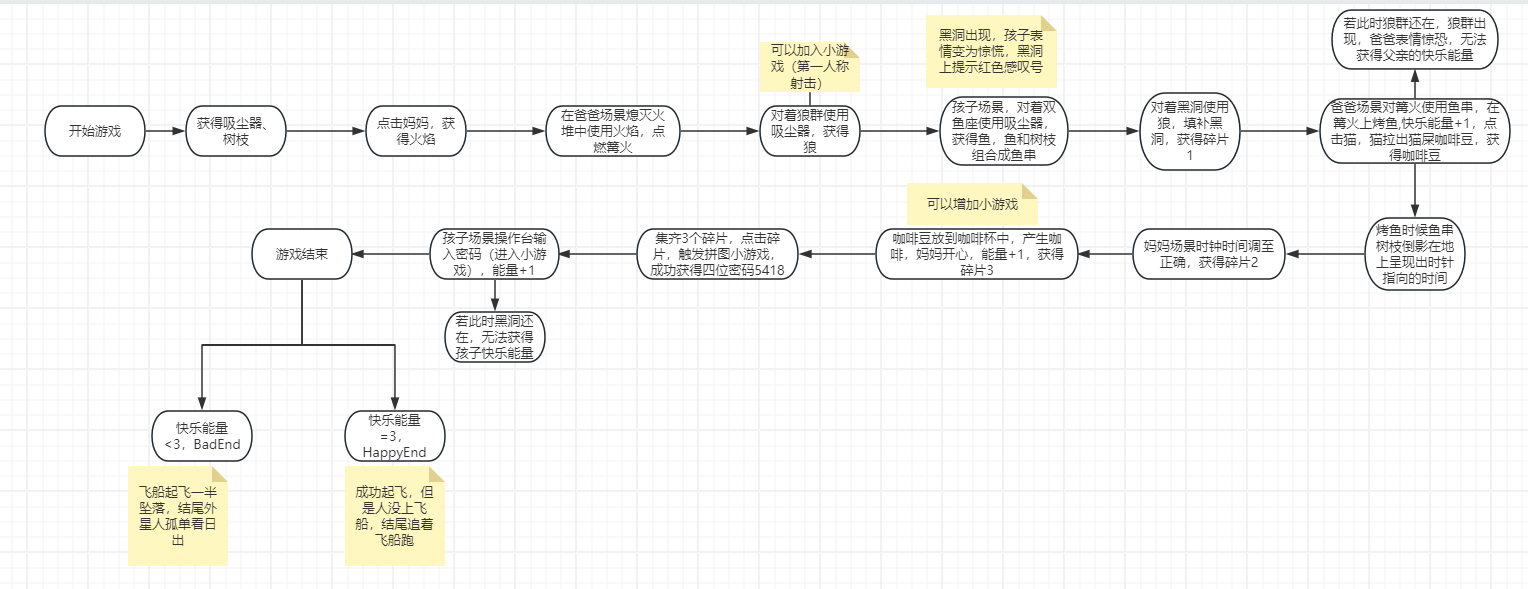 开始游戏
获得吸尘器、
树枝
点击妈妈，获
得火焰
在爸爸场景熄灭火
堆中使用火焰，点
燃篝火
可以加入小游
戏（第一人称
射击）
对着狼群使用
吸尘器，获得
狼
黑洞出现，孩子表
情变为惊慌，黑洞
上提示红色感叹号
孩子场景，对着双
鱼座使用吸尘器，
获得鱼，鱼和树枝
组合成鱼串
对着黑洞使用
狼，填补黑
洞，获得碎片
1
若此时狼群还在，狼群出
现，爸爸表情惊恐，无法
获得父亲的快乐能量
爸爸场景对篝火使用鱼串，在
篝火上烤鱼,快乐能量+1，点
击猫，猫拉出猫屎咖啡豆，获
得咖啡豆
烤鱼时候鱼串
树枝倒影在地
上呈现出时针
指向的时间
妈妈场景时钟时间调至
正确，获得碎片2
可以增加小游戏
咖啡豆放到咖啡杯中，产生咖
啡，妈妈开心，能量+1，获得
碎片3
集齐3个碎片，点击碎
片，触发拼图小游戏，
成功获得四位密码5418
孩子场景操作台输
入密码（进入小游
戏），能量+1
若此时黑洞还
在，无法获得
孩子快乐能量
游戏结束
快乐能量
<3，BadEnd
飞船起飞一半
坠落，结尾外
星人孤单看日
出
快乐能量
=3，
HappyEnd
成功起飞，但
是人没上飞
船，结尾追着
飞船跑